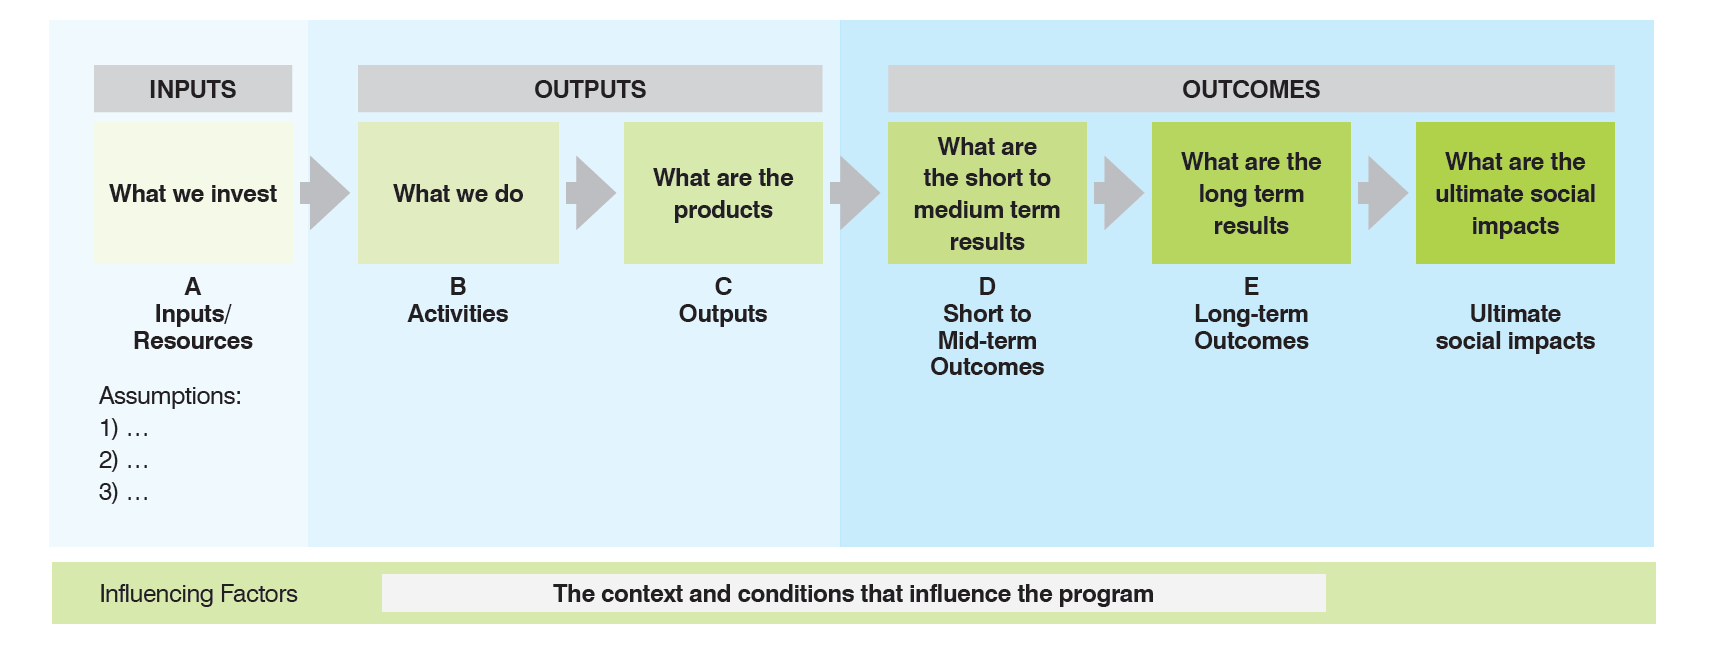 INPUTS
OUTPUTS
OUTCOMES
What we invest
What we do
What are the
products
What are
the short to
medium term
results
What are the
long term
results
What are the
ultimate social
impacts
A
Inputs/
Resources
B
Activities
C
Outputs
D
Short to
Mid-term
Outcomes
E
Long-term
Outcomes
Ultimate
social impacts
Assumptions:
1) …
2) …
3) …
Influencing Factors
The context and conditions that influence the program